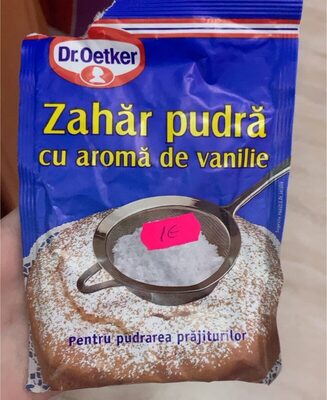 Dr. Oetker
Zahăr pudră
cu aromă de vanilie
1€
Pentru pudrarea prăjiturilor